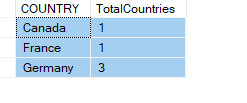 COUNTRY TotalCountries
Canada 1
France 1
Germany 3